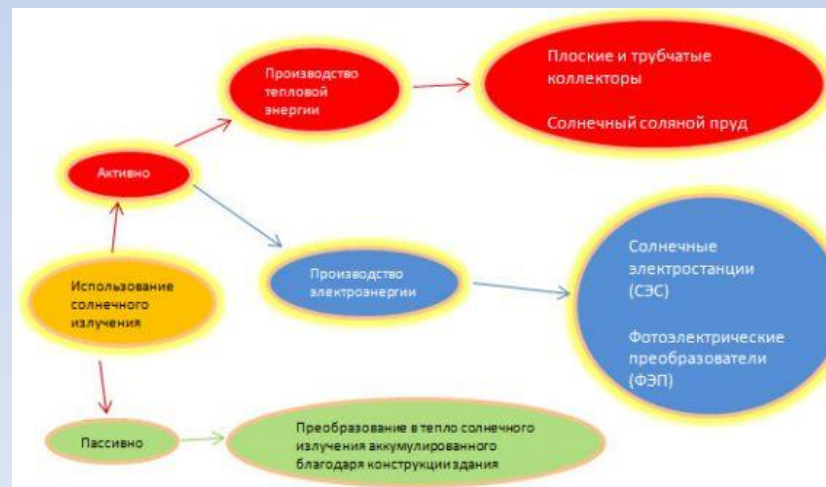 Производство
тепловой
энергии
Плоские и трубчатые
коллекторы
Солнечный соляной пруд
Активно
Использование
солнечного
излучения
Производство
электроэнергии
Солнечные
электростанции
(СЭС)
Фотоэлектрические
преобразователи
(ФЭП)
Пассивно
Преобразование в тепло солнечного
излучения аккумулированного
благодаря конструкции здания